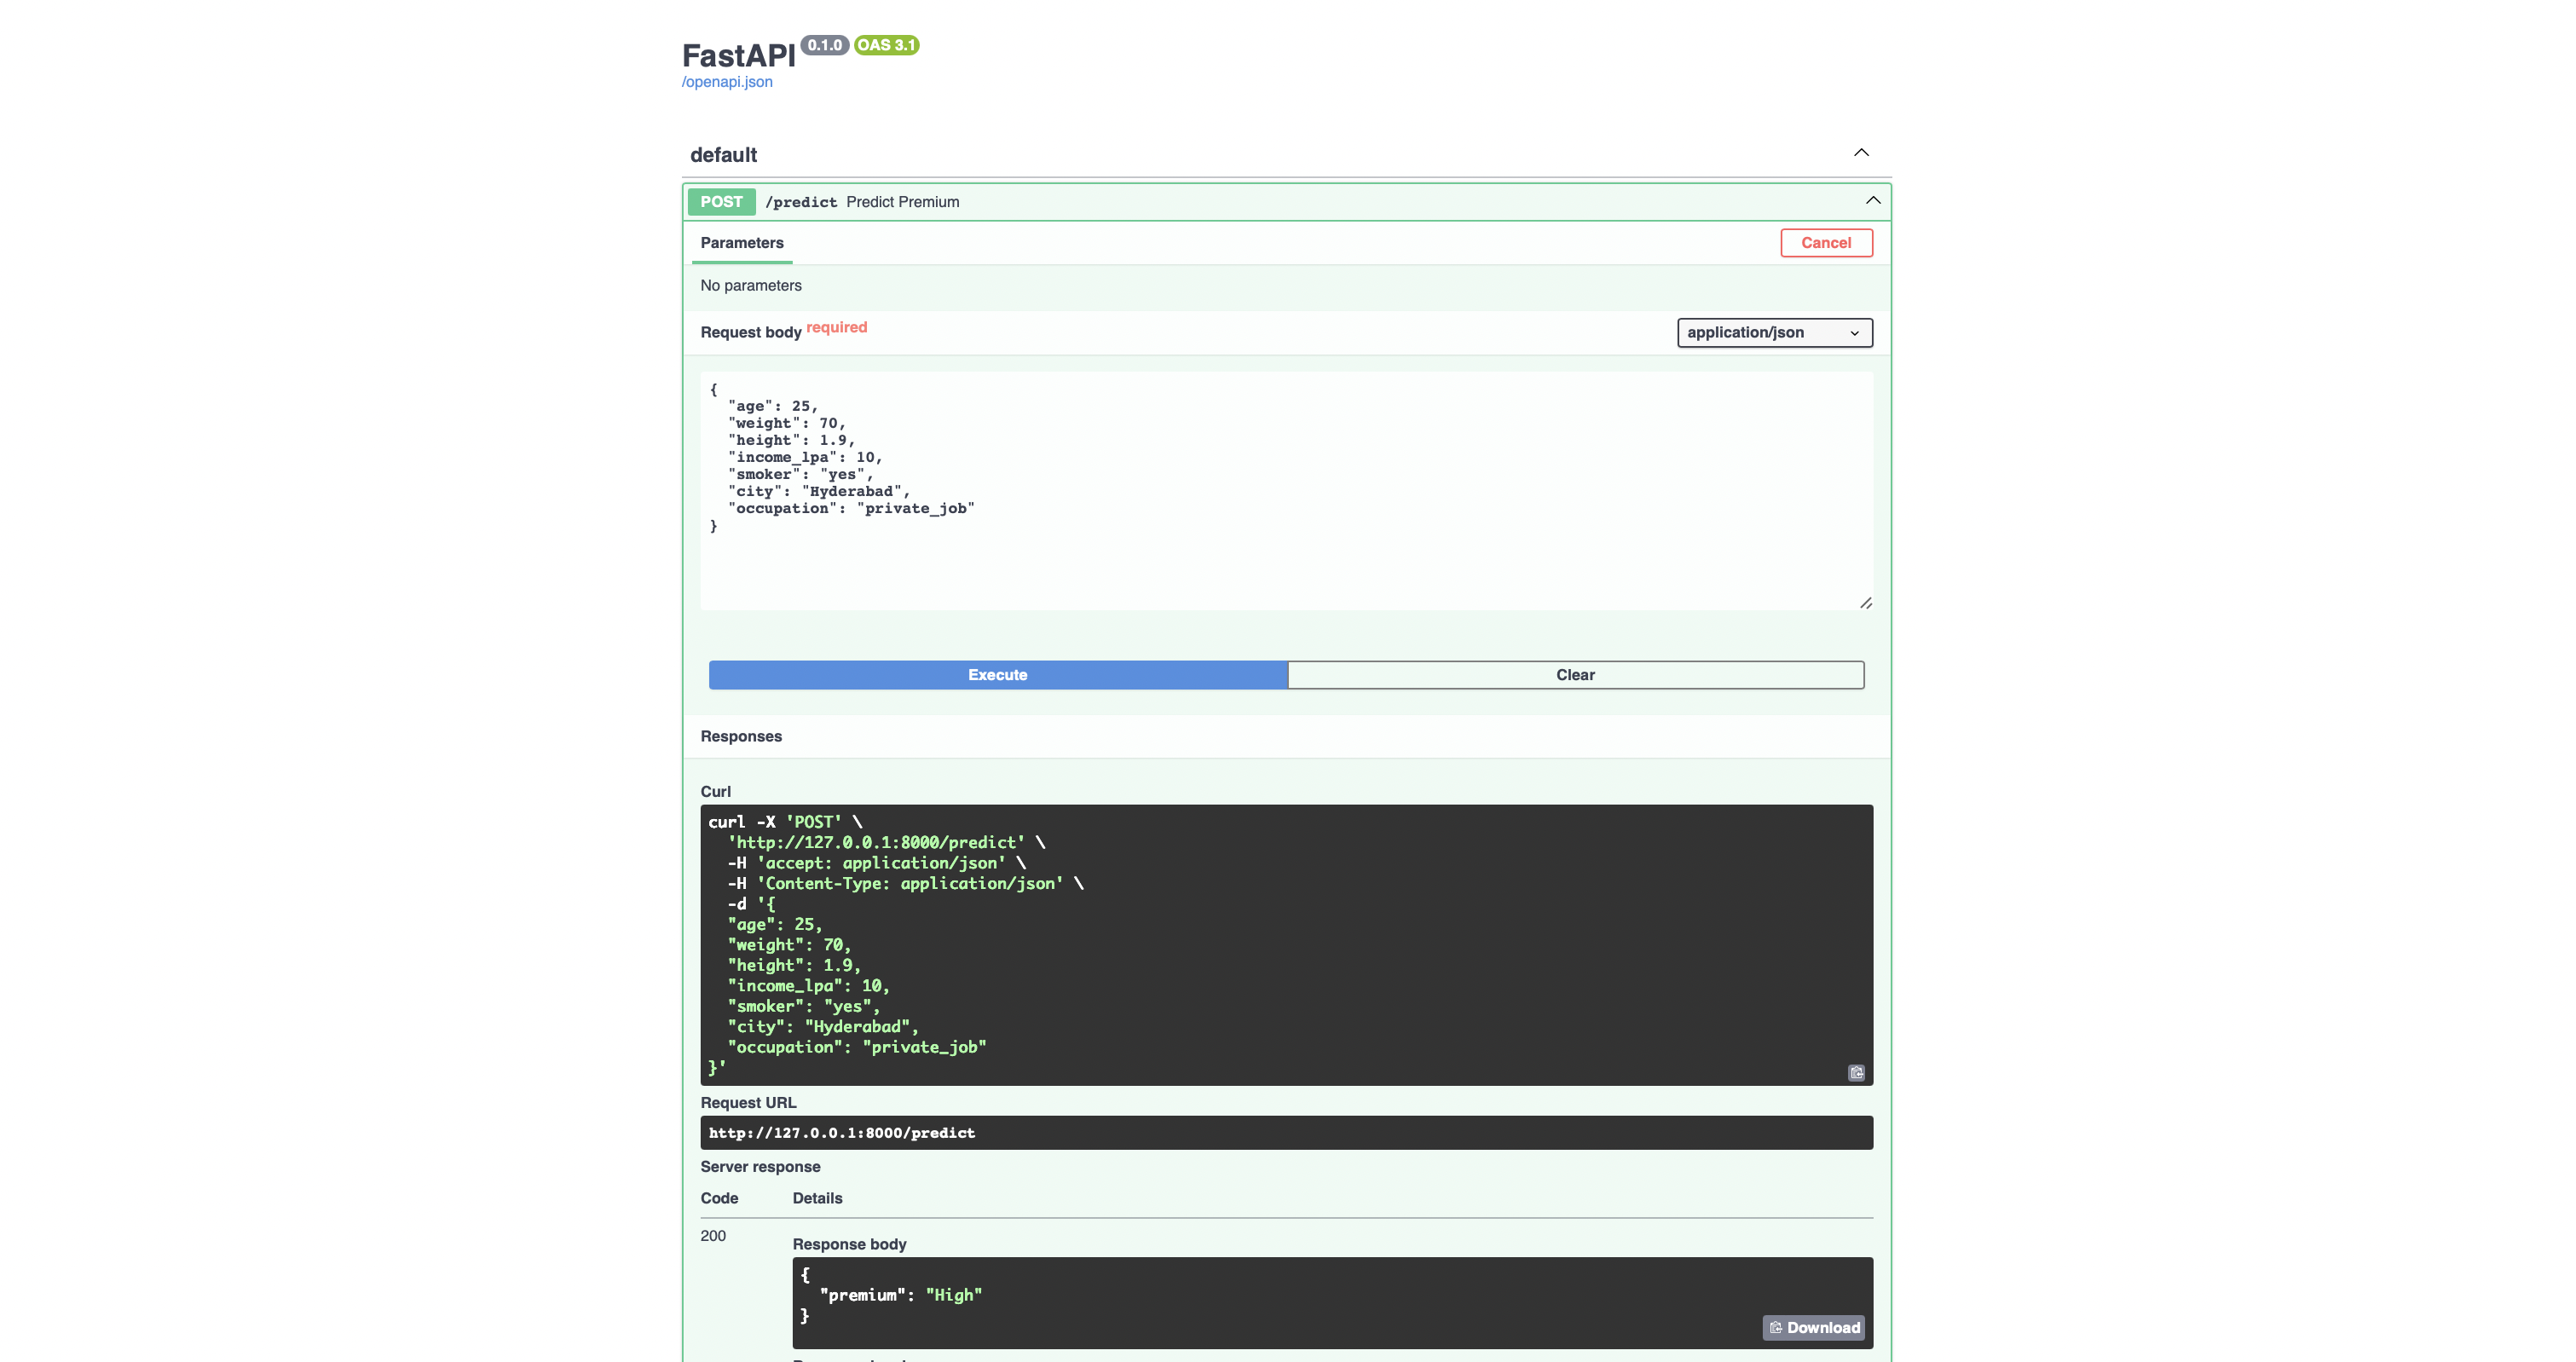 FastAPI 0.1.0 OAS 3.1
/openapi.json
default
POST /predict Predict Premium
Parameters
Cancel
No parameters
Request body required
application/json
{
  "age": 25,
  "weight": 70,
  "height": 1.9,
  "income_lpa": 10,
  "smoker": "yes",
  "city": "Hyderabad",
  "occupation": "private_job"
}
Execute
Clear
Responses
Curl
curl -X 'POST' \
  'http://127.0.0.1:8000/predict' \
  -H 'accept: application/json' \
  -H 'Content-Type: application/json' \
  -d '{
  "age": 25,
  "weight": 70,
  "height": 1.9,
  "income_lpa": 10,
  "smoker": "yes",
  "city": "Hyderabad",
  "occupation": "private_job"
}'
Request URL
http://127.0.0.1:8000/predict
Server response
Code Details
200
Response body
{
  "premium": "High"
}
Download